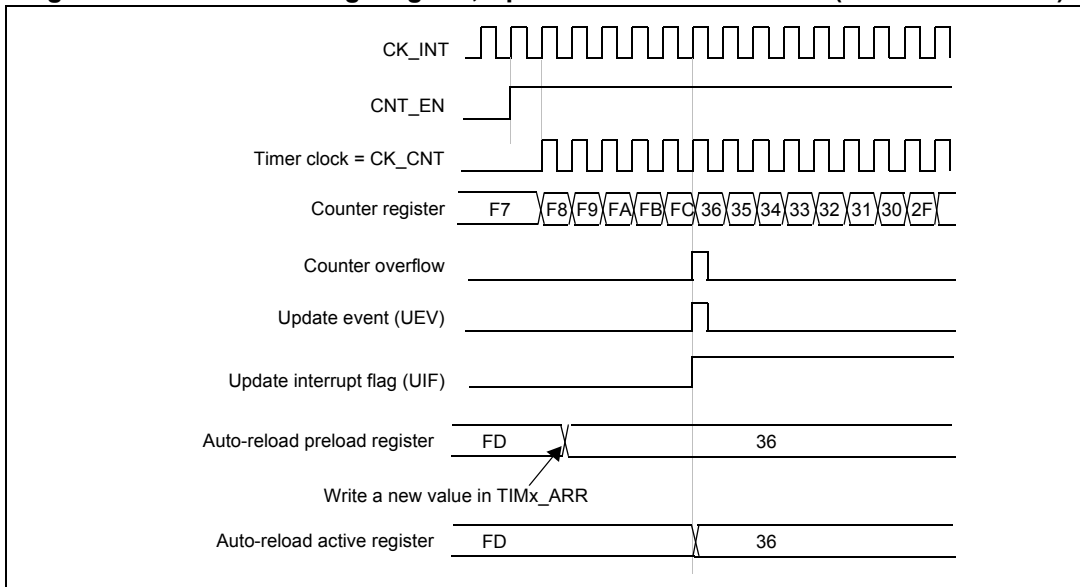 CK_INT
CNT_EN
Timer clock = CK_CNT
Counter register F7 F8 F9 FA FB FC 36 35 34 33 32 31 30 2F
Counter overflow
Update event (UEV)
Update interrupt flag (UIF)
Auto-reload preload register FD 36
Write a new value in TIMx_ARR
Auto-reload active register FD 36